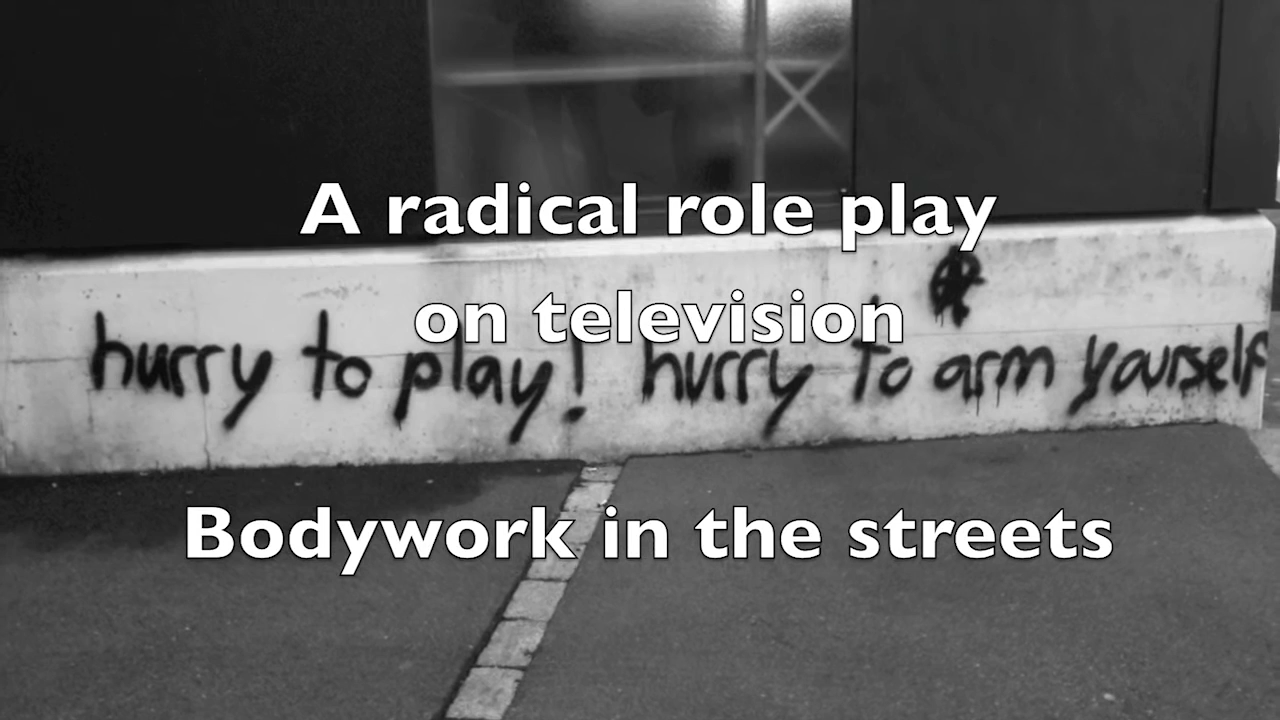 A radical role play
on television
hurry to play! hurry to arm yourself
Bodywork in the streets